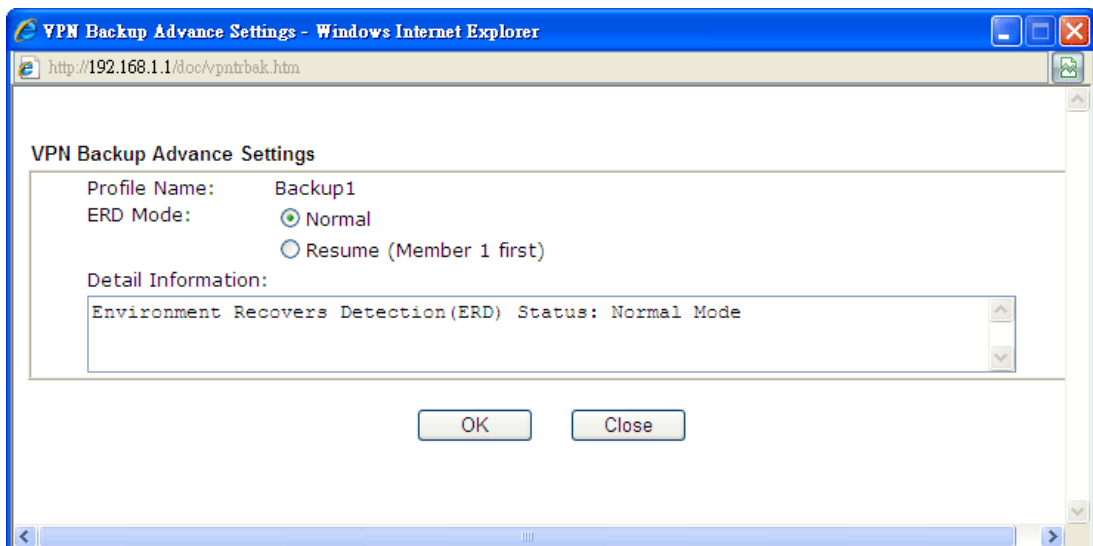 VPN Backup Advance Settings - Windows Internet Explorer
http://192.168.1.1/doc/vpntrbak.htm
VPN Backup Advance Settings
Profile Name: Backup1
ERD Mode: Normal
Resume (Member 1 first)
Detail Information:
Environment Recovers Detection(ERD) Status: Normal Mode
OK Close